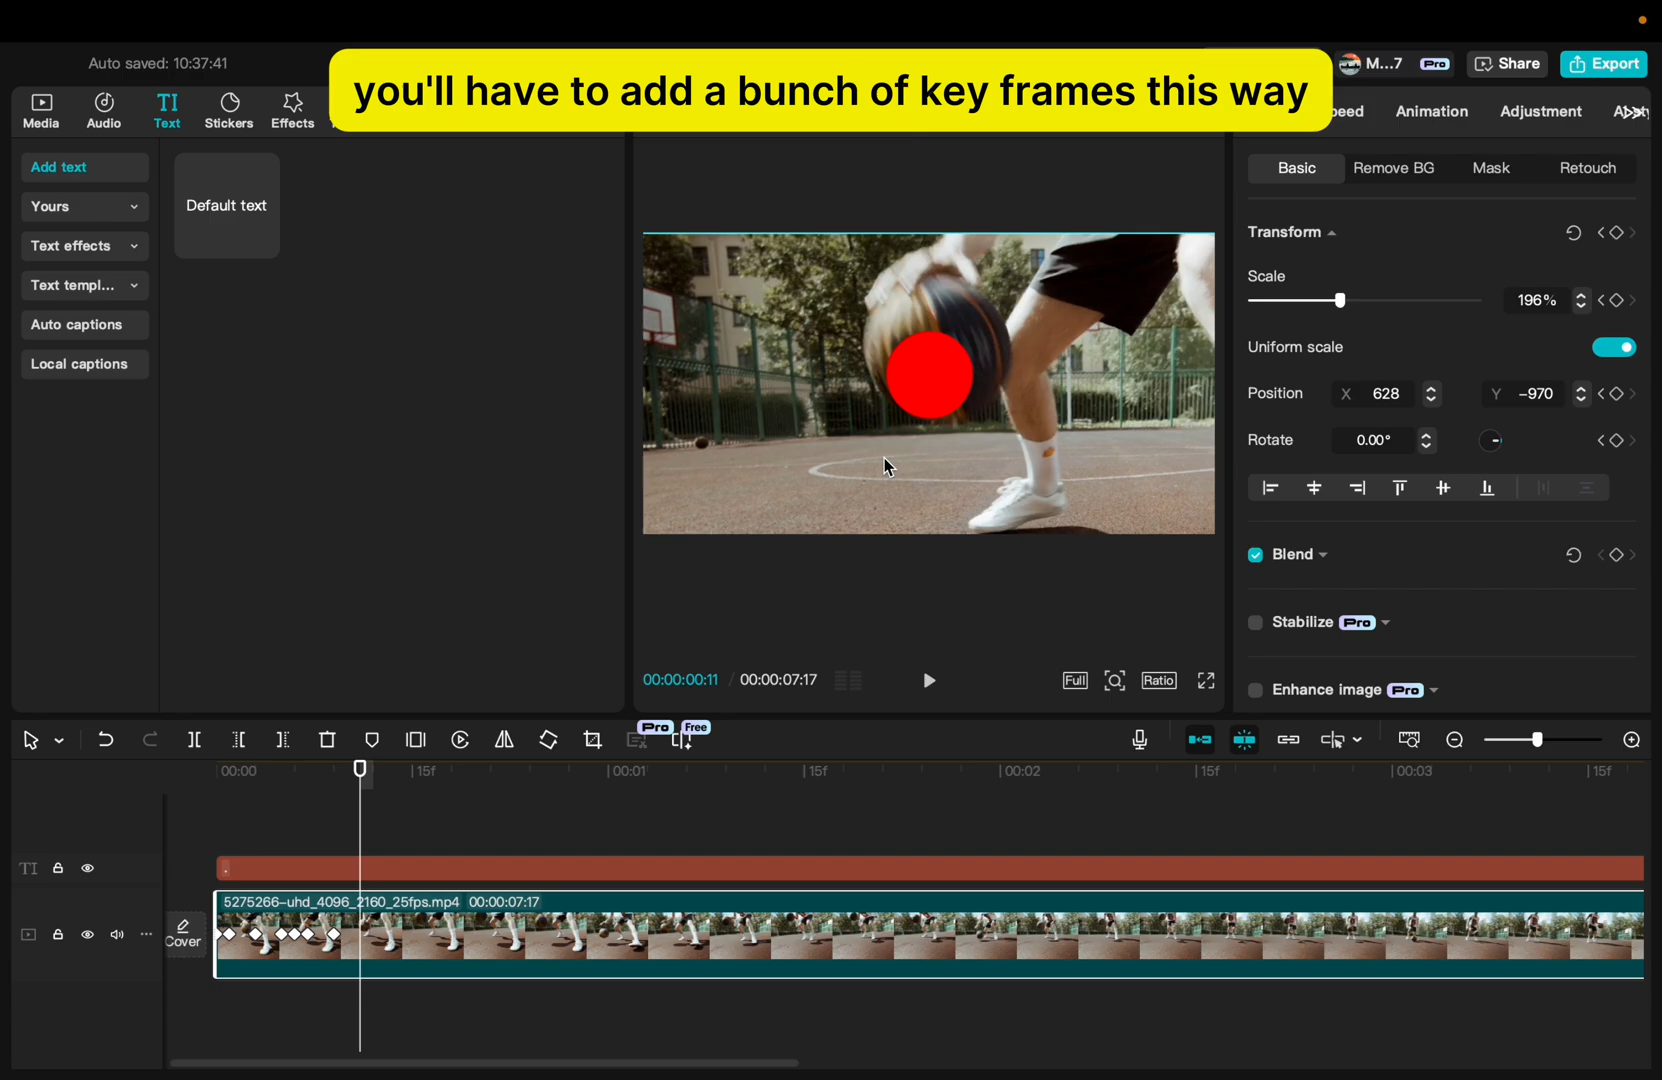 Auto saved: 10:37:41
you'll have to add a bunch of key frames this way
M...7
Pro
Share
Export
Media
Audio
TI
Text
Stickers
Effects
peed
Animation
Adjustment
Add text
Yours
Text effects
Text templ...
Auto captions
Local captions
Default text
Basic
Remove BG
Mask
Retouch
Transform
Scale
196%
Uniform scale
Position
X 628
Y -970
Rotate
0.00°
Blend
Stabilize Pro
Enhance image Pro
00:00:00:11 / 00:00:07:17
Full
Ratio
Pro
Free
00:00
15f
00:01
15f
00:02
15f
00:03
15f
TI
.
5275266-uhd_4096_2160_25fps.mp4 00:00:07:17
Cover